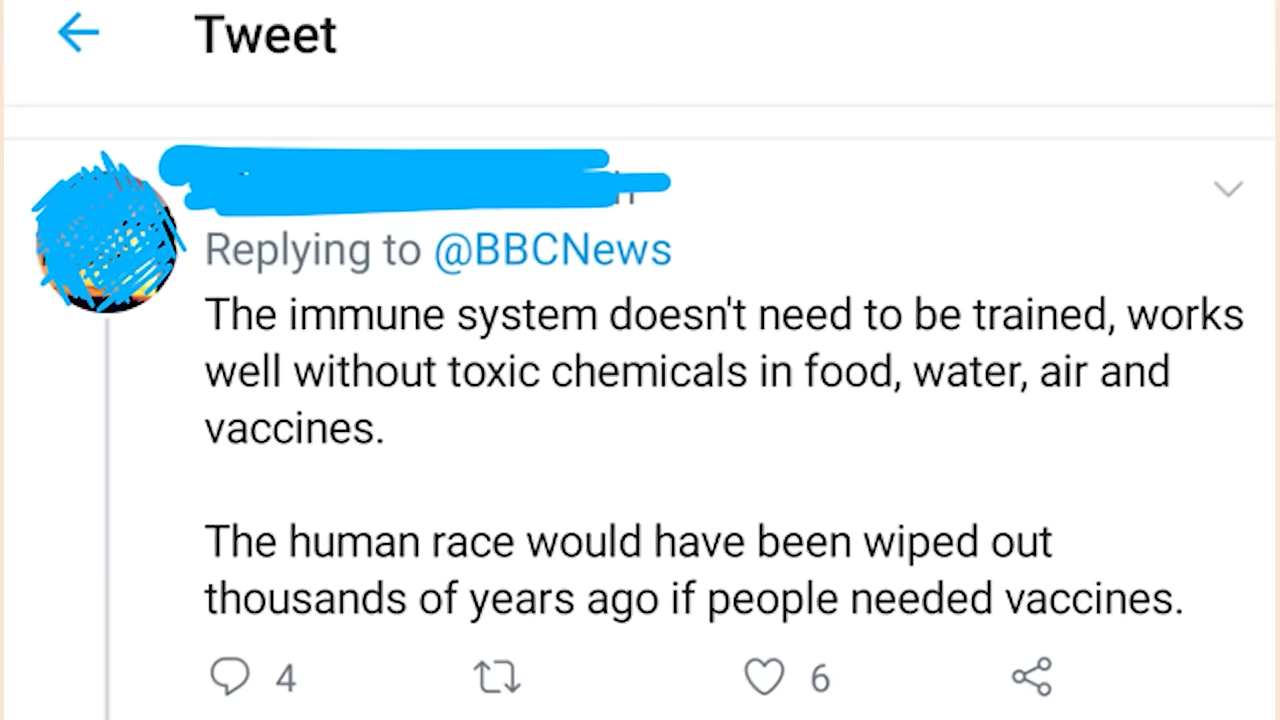 Tweet
Replying to @BBCNews
The immune system doesn't need to be trained, works
well without toxic chemicals in food, water, air and
vaccines.
The human race would have been wiped out
thousands of years ago if people needed vaccines.
4
6